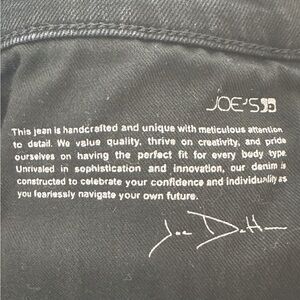 JOE'S
This jean is handcrafted and unique with meticulous attention
to detail. We value quality, thrive on creativity, and pride
ourselves on having the perfect fit for every body type.
Unrivaled in sophistication and innovation, our denim is
constructed to celebrate your confidence and individuality as
you fearlessly navigate your own future.
Joe